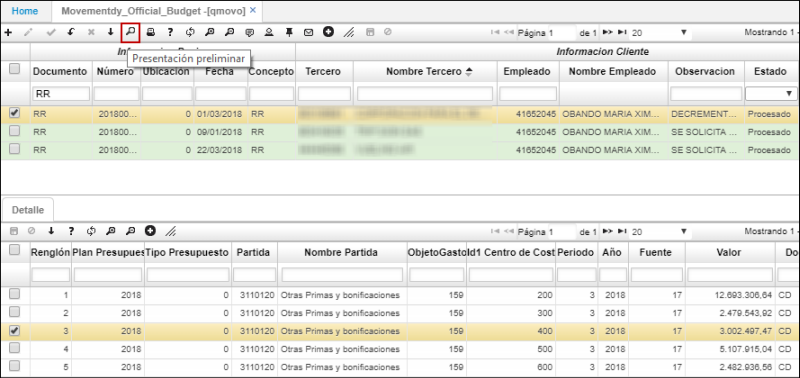 Home Movementdy_Official_Budget -[qmovo] ×
Página 1 de 1 20 Mostrando 1 -
Informacion Cliente
Presentación preliminar
Documento Número Ubicacion Fecha Concepto Tercero Nombre Tercero Empleado Nombre Empleado Observacion Estado
RR
RR 201800... 0 01/03/2018 RR 41652045 OBANDO MARIA XIM... DECREMENT... Procesado
RR 201800... 0 09/01/2018 RR 41652045 OBANDO MARIA XIM... SE SOLICITA ... Procesado
RR 201800... 0 22/03/2018 RR 41652045 OBANDO MARIA XIM... SE SOLICITA ... Procesado
Detalle
Página 1 de 1 20 Mostrando 1 -
Renglón Plan Presupues Tipo Presupuesto Partida Nombre Partida ObjetoGasto Id1 Centro de Cost Periodo Año Fuente Valor Do
1 2018 0 3110120 Otras Primas y bonificaciones 159 200 3 2018 17 12.693.306,64 CD
2 2018 0 3110120 Otras Primas y bonificaciones 159 300 3 2018 17 2.479.543,92 CD
3 2018 0 3110120 Otras Primas y bonificaciones 159 400 3 2018 17 3.002.497,47 CD
4 2018 0 3110120 Otras Primas y bonificaciones 159 500 3 2018 17 5.107.915,04 CD
5 2018 0 3110120 Otras Primas y bonificaciones 159 600 3 2018 17 2.482.936,56 CD